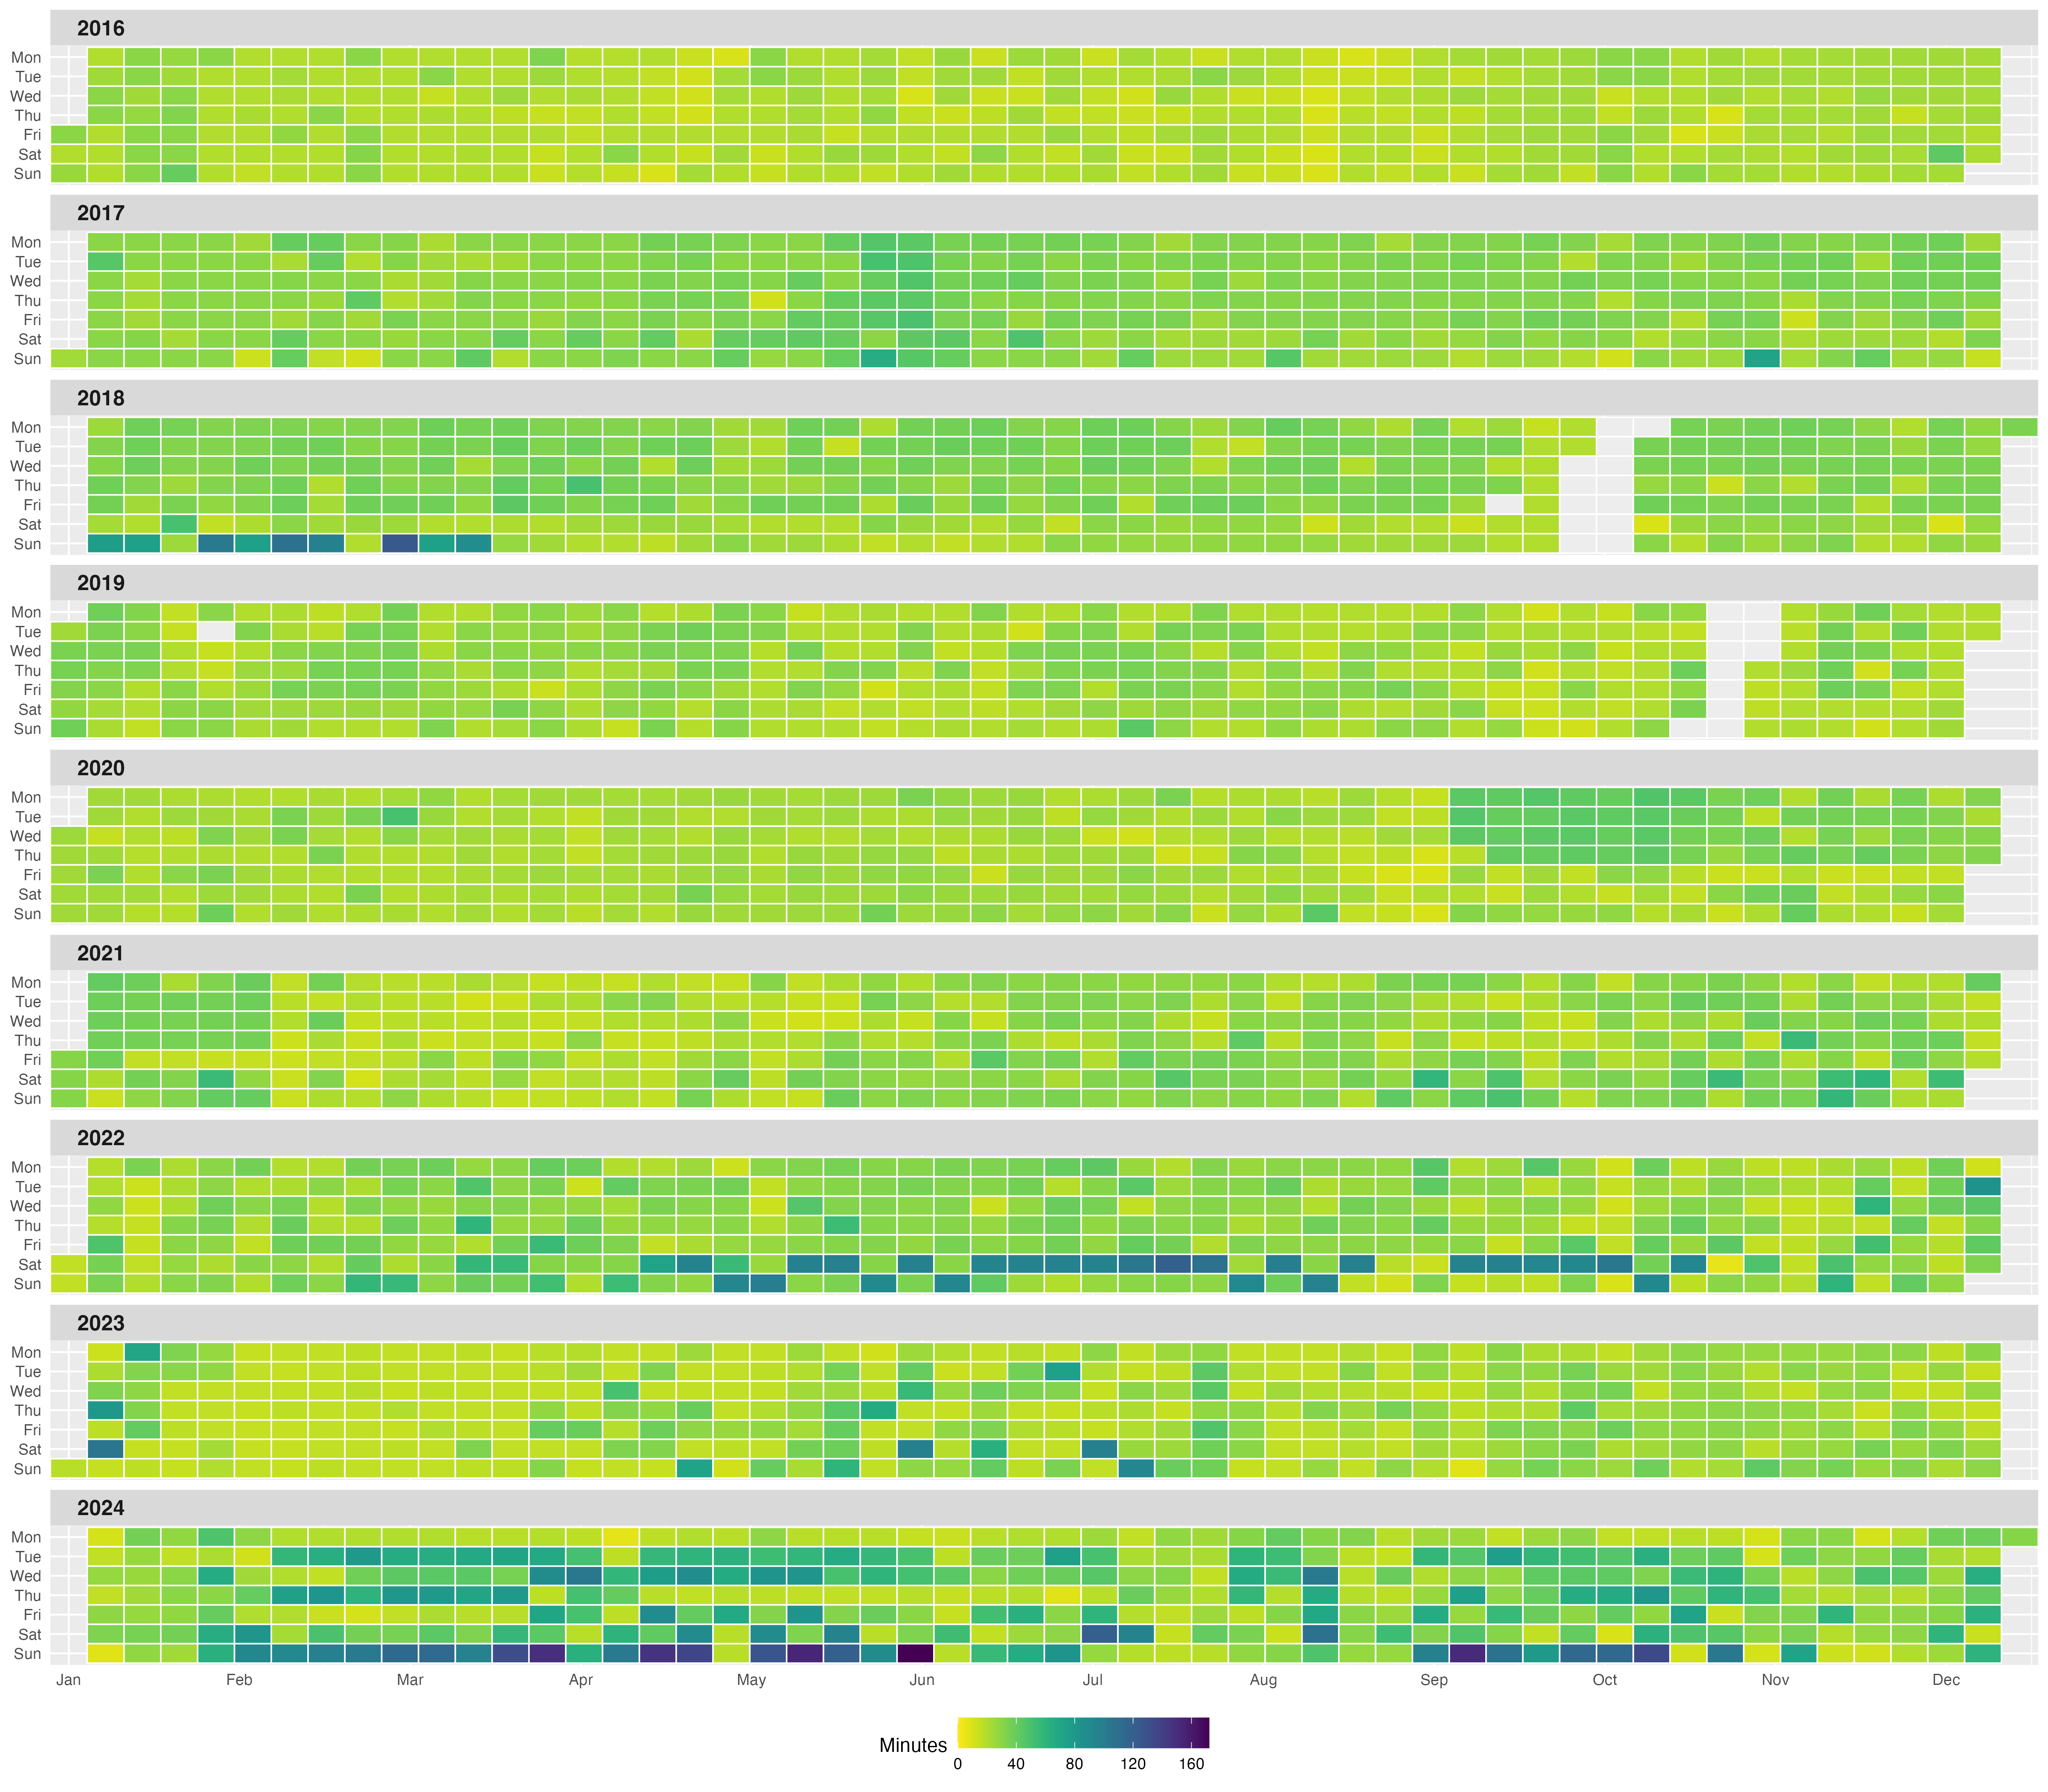 2016
Mon
Tue
Wed
Thu
Fri
Sat
Sun
2017
Mon
Tue
Wed
Thu
Fri
Sat
Sun
2018
Mon
Tue
Wed
Thu
Fri
Sat
Sun
2019
Mon
Tue
Wed
Thu
Fri
Sat
Sun
2020
Mon
Tue
Wed
Thu
Fri
Sat
Sun
2021
Mon
Tue
Wed
Thu
Fri
Sat
Sun
2022
Mon
Tue
Wed
Thu
Fri
Sat
Sun
2023
Mon
Tue
Wed
Thu
Fri
Sat
Sun
2024
Mon
Tue
Wed
Thu
Fri
Sat
Sun
Jan Feb Mar Apr May Jun Jul Aug Sep Oct Nov Dec
Minutes
0 40 80 120 160